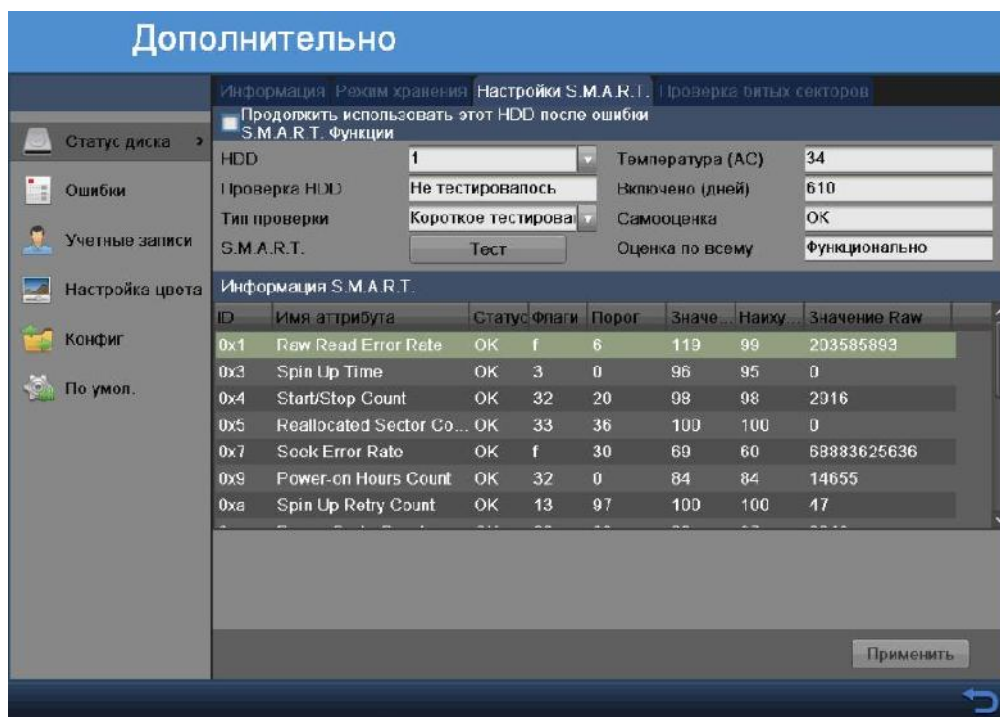 Дополнительно
Информация Режим хранения Настройки S.M.A.R.T. Проверка битых секторов
Продолжить использовать этот HDD после ошибки
S.M.A.R.T. Функции
Статус диска
Ошибки
Учетные записи
Настройка цвета
Конфиг
По умол.
HDD 1 Температура (АС) 34
Проверка HDD Не тестировалось Включено (дней) 610
Тип проверки Короткое тестирова Самооценка OK
S.M.A.R.T. Тест Оценка по всему Функционально
Информация S.M.A.R.T.
ID Имя аттрибута Статус Флаги Порог Значе... Наиху... Значение Raw
0x1 Raw Read Error Rate OK f 6 119 99 203585893
0x3 Spin Up Time OK 3 0 96 95 0
0x4 Start/Stop Count OK 32 20 98 98 2916
0x5 Reallocated Sector Co... OK 33 36 100 100 0
0x7 Seek Error Rate OK f 30 69 60 68883625636
0x9 Power-on Hours Count OK 32 0 84 84 14655
0xa Spin Up Retry Count OK 13 97 100 100 47
Применить